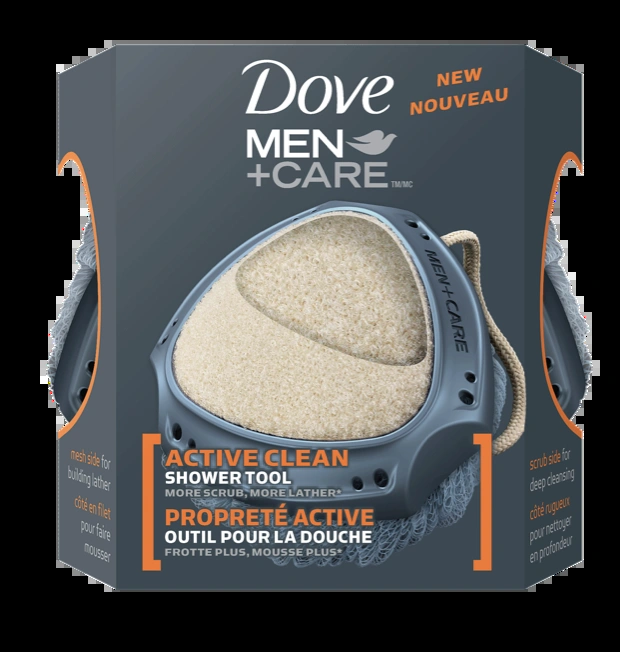 Dove
NEW
NOUVEAU
MEN
+CARE TM/MC
MEN+CARE
ACTIVE CLEAN
SHOWER TOOL
MORE SCRUB, MORE LATHER*
PROPRETÉ ACTIVE
OUTIL POUR LA DOUCHE
FROTTE PLUS, MOUSSE PLUS*
mesh side for
building lather
côté en filet
pour faire
mousser
scrub side for
deep cleansing
côté rugueux
pour nettoyer
en profondeur